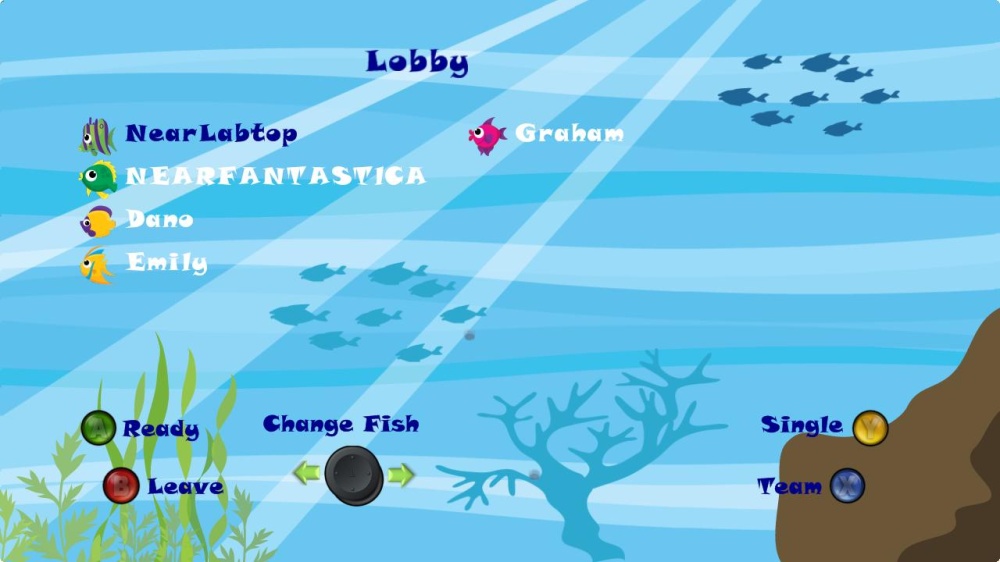 Lobby
NearLabtop
Graham
NEARFANTASTICA
Dano
Emily
Change Fish
A Ready
Single Y
B Leave
Team X